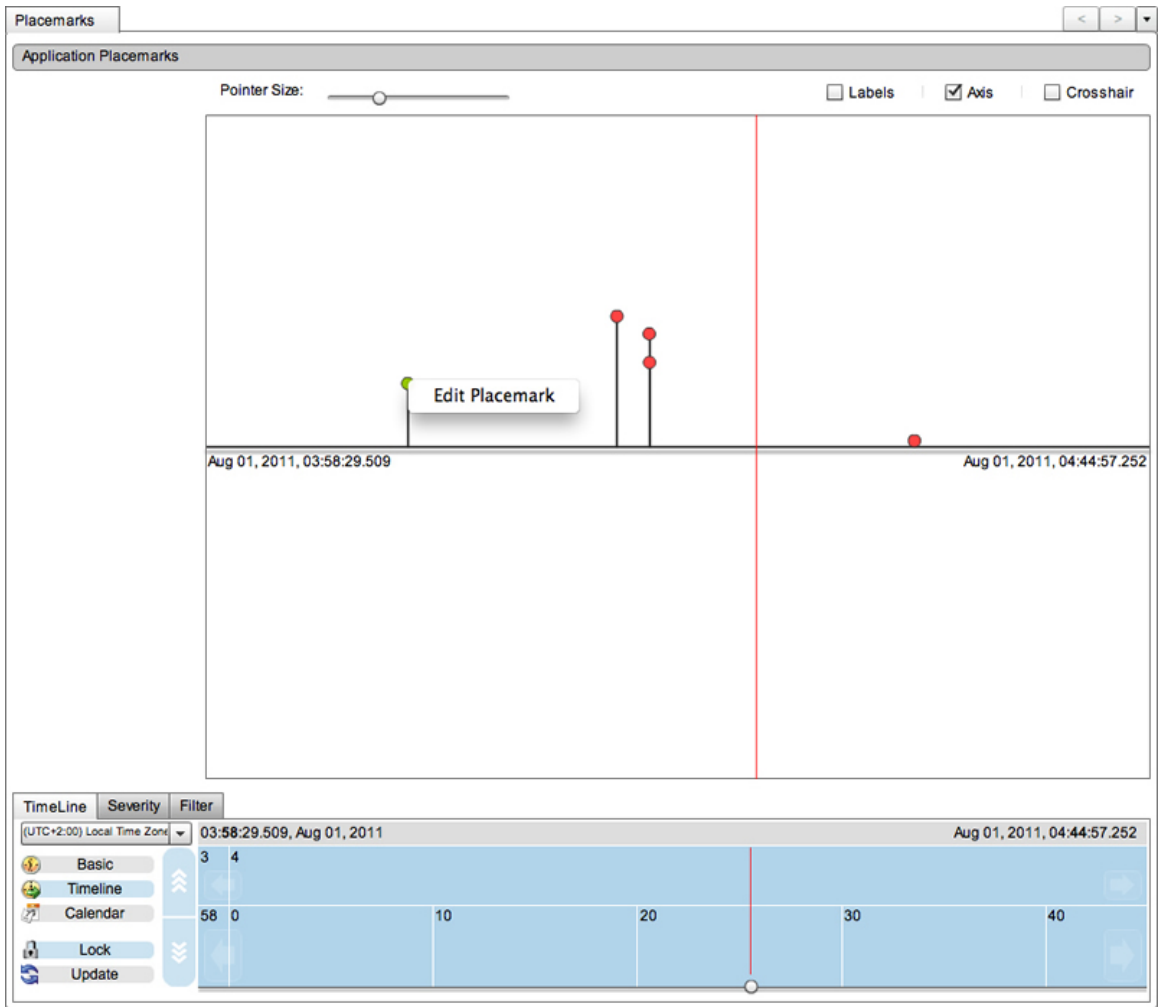 Placemarks
< >
Application Placemarks
Pointer Size: Labels Axis Crosshair
Edit Placemark
Aug 01, 2011, 03:58:29.509 Aug 01, 2011, 04:44:57.252
TimeLine Severity Filter
(UTC+2:00) Local Time Zone 03:58:29.509, Aug 01, 2011 Aug 01, 2011, 04:44:57.252
Basic 3 4
Timeline
Calendar 58 0 10 20 30 40
Lock
Update